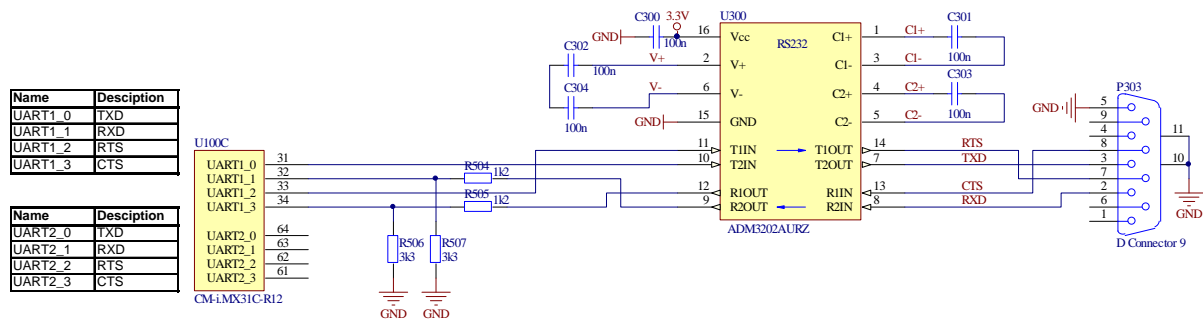 Name Desciption
UART1_0 TXD
UART1_1 RXD
UART1_2 RTS
UART1_3 CTS
Name Desciption
UART2_0 TXD
UART2_1 RXD
UART2_2 RTS
UART2_3 CTS
U100C
UART1_0 31
UART1_1 32
UART1_2 33
UART1_3 34
UART2_0 64
UART2_1 63
UART2_2 62
UART2_3 61
CM-i.MX31C-R12
R504
1k2
R505
1k2
R506
3k3
R507
3k3
GND
GND
C300
3.3V
GND
100n
C302
V+
100n
C304
V-
100n
GND
U300
RS232
16 Vcc C1+ 1
2 V+ C1- 3
6 V- C2+ 4
15 GND C2- 5
11 T1IN T1OUT 14
10 T2IN T2OUT 7
12 R1OUT R1IN 13
9 R2OUT R2IN 8
ADM3202AURZ
C1+
C301
C1-
100n
C2+
C303
C2-
100n
RTS
TXD
CTS
RXD
P303
GND
5
9
4
8
3
7
2
6
1
11
10
GND
D Connector 9